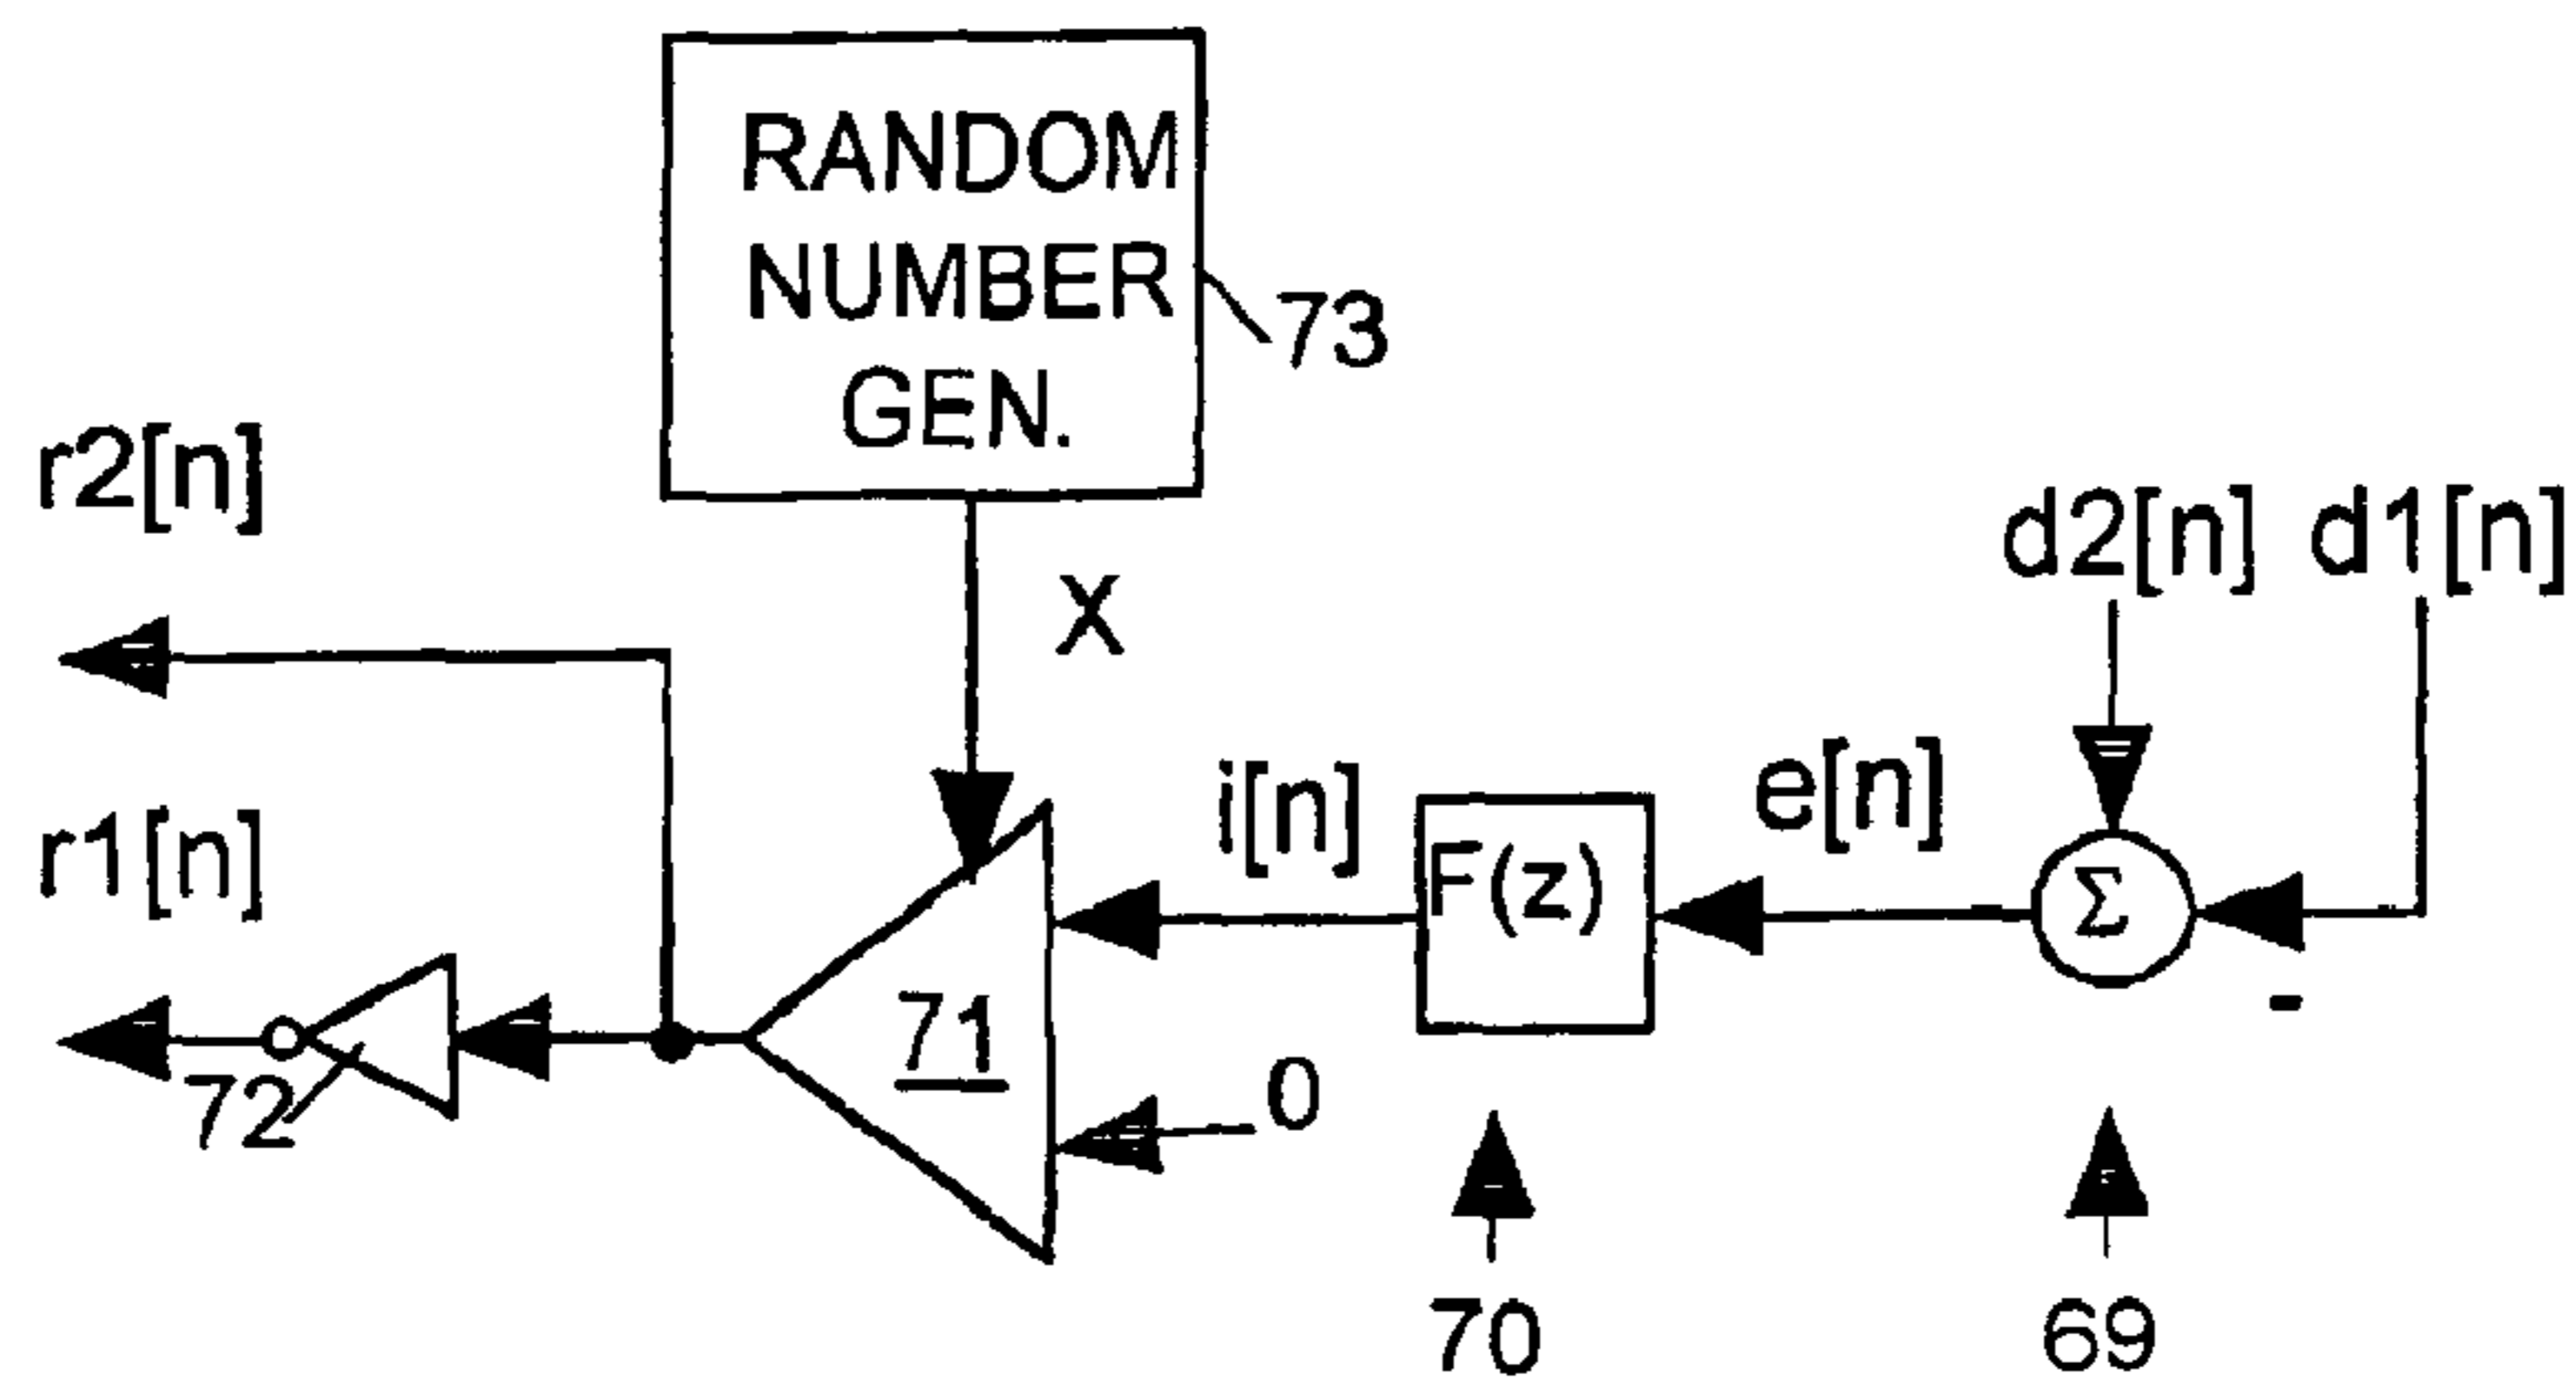 RANDOM
NUMBER
GEN.
73
r2[n]
X
d2[n] d1[n]
r1[n]
i[n]
F(z)
e[n]
Σ
-
71
72
0
70
69